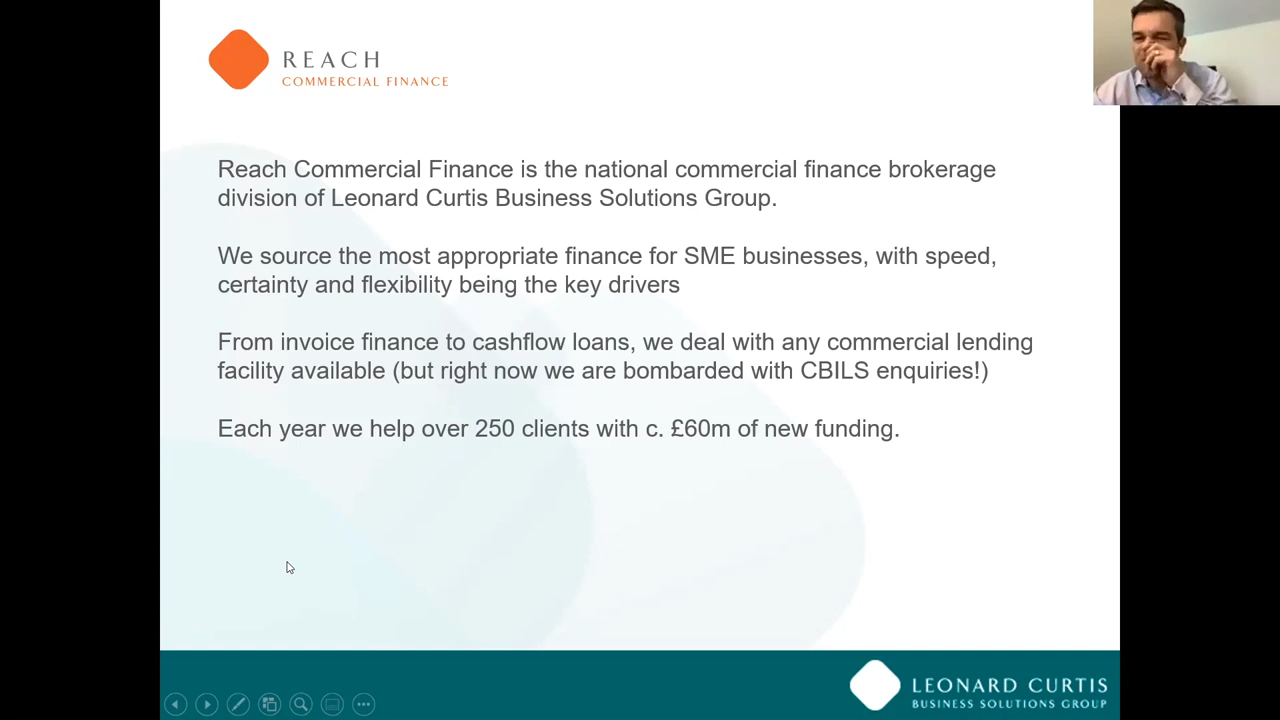 REACH
COMMERCIAL FINANCE
Reach Commercial Finance is the national commercial finance brokerage
division of Leonard Curtis Business Solutions Group.
We source the most appropriate finance for SME businesses, with speed,
certainty and flexibility being the key drivers
From invoice finance to cashflow loans, we deal with any commercial lending
facility available (but right now we are bombarded with CBILS enquiries!)
Each year we help over 250 clients with c. £60m of new funding.
LEONARD CURTIS
BUSINESS SOLUTIONS GROUP